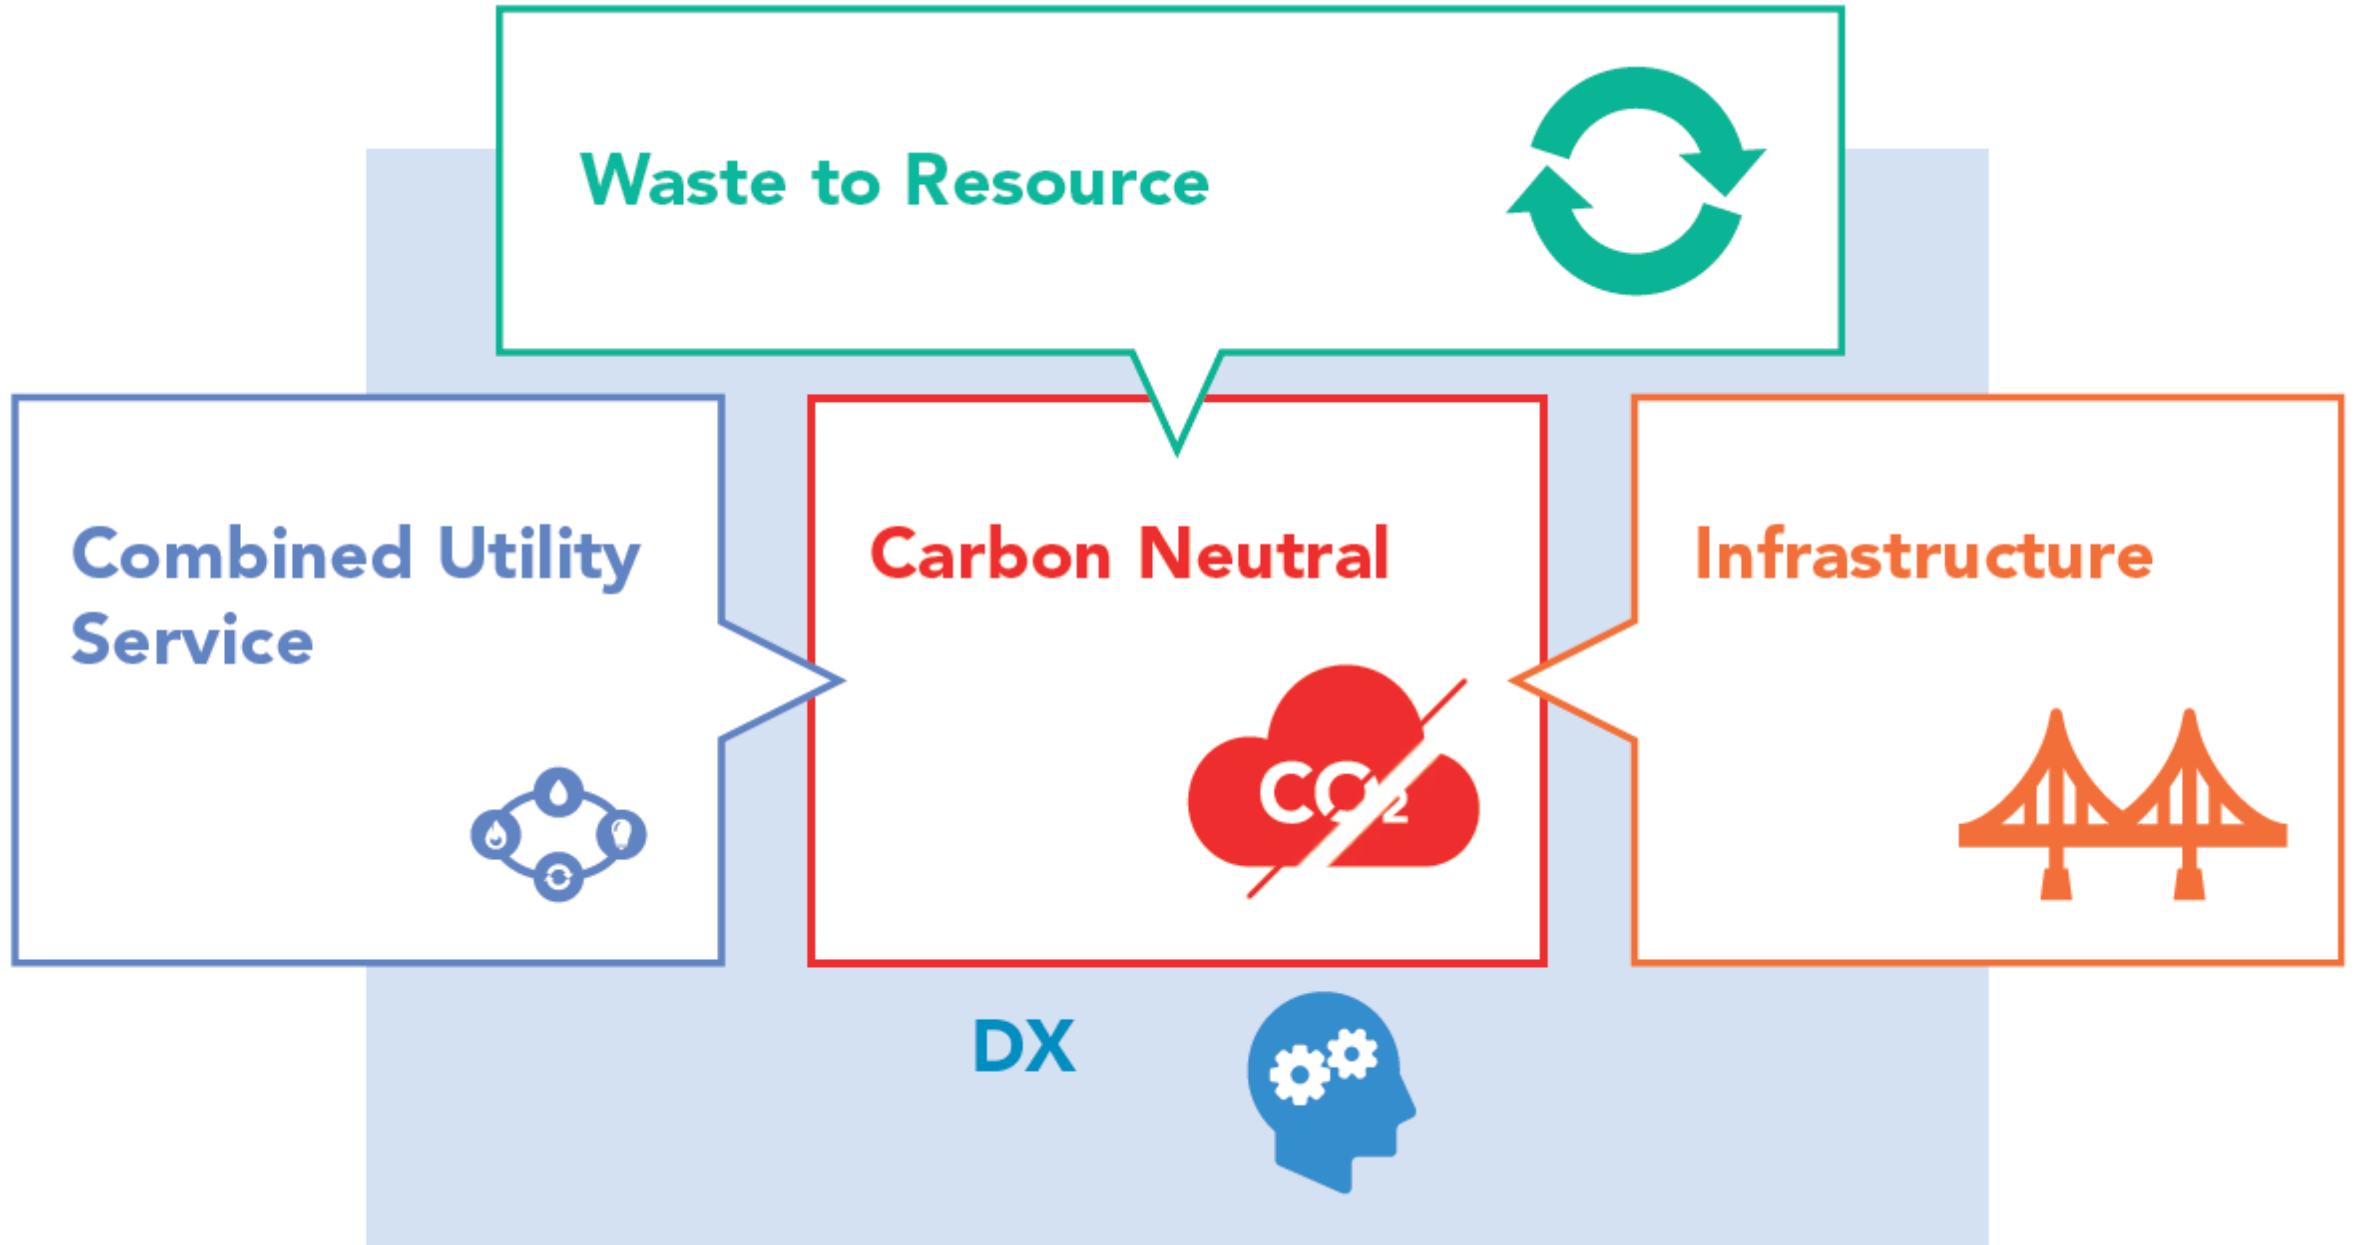 Waste to Resource
Combined Utility
Service
Carbon Neutral
CO₂
Infrastructure
DX